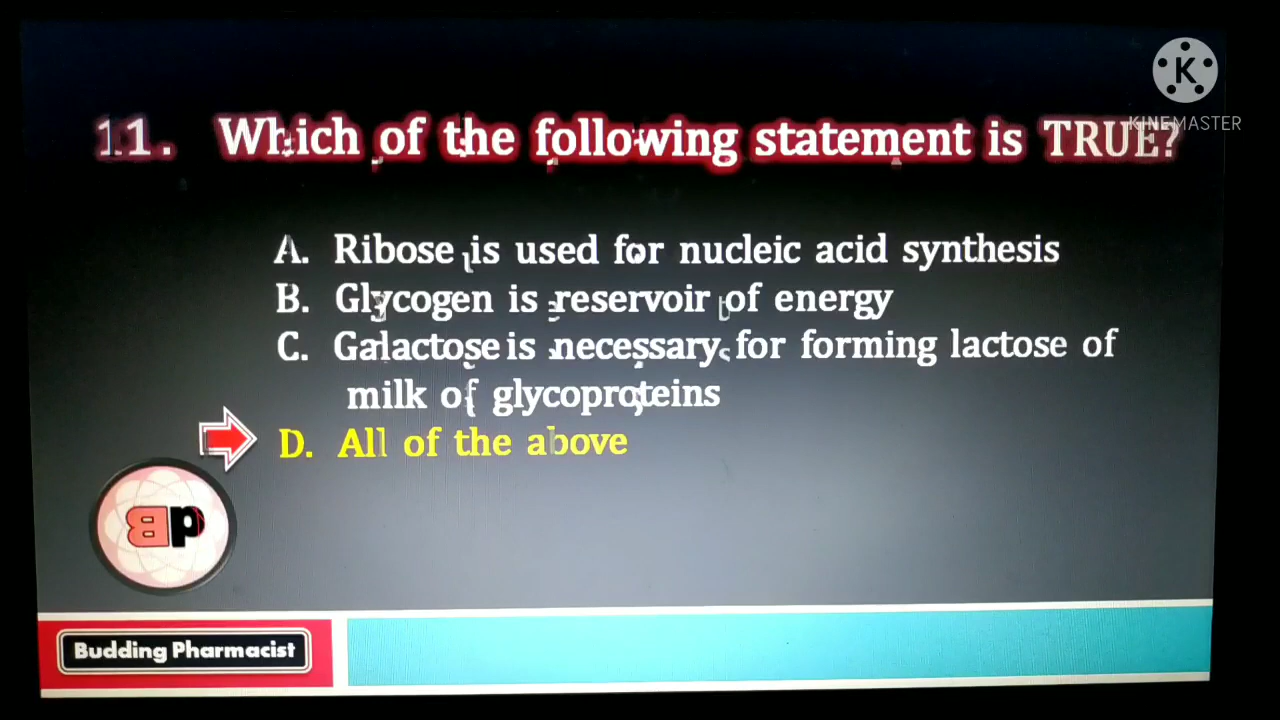 KINEMASTER
11. Which of the following statement is TRUE?
A. Ribose is used for nucleic acid synthesis
B. Glycogen is reservoir of energy
C. Galactose is necessary for forming lactose of
milk of glycoproteins
D. All of the above
BP
Budding Pharmacist